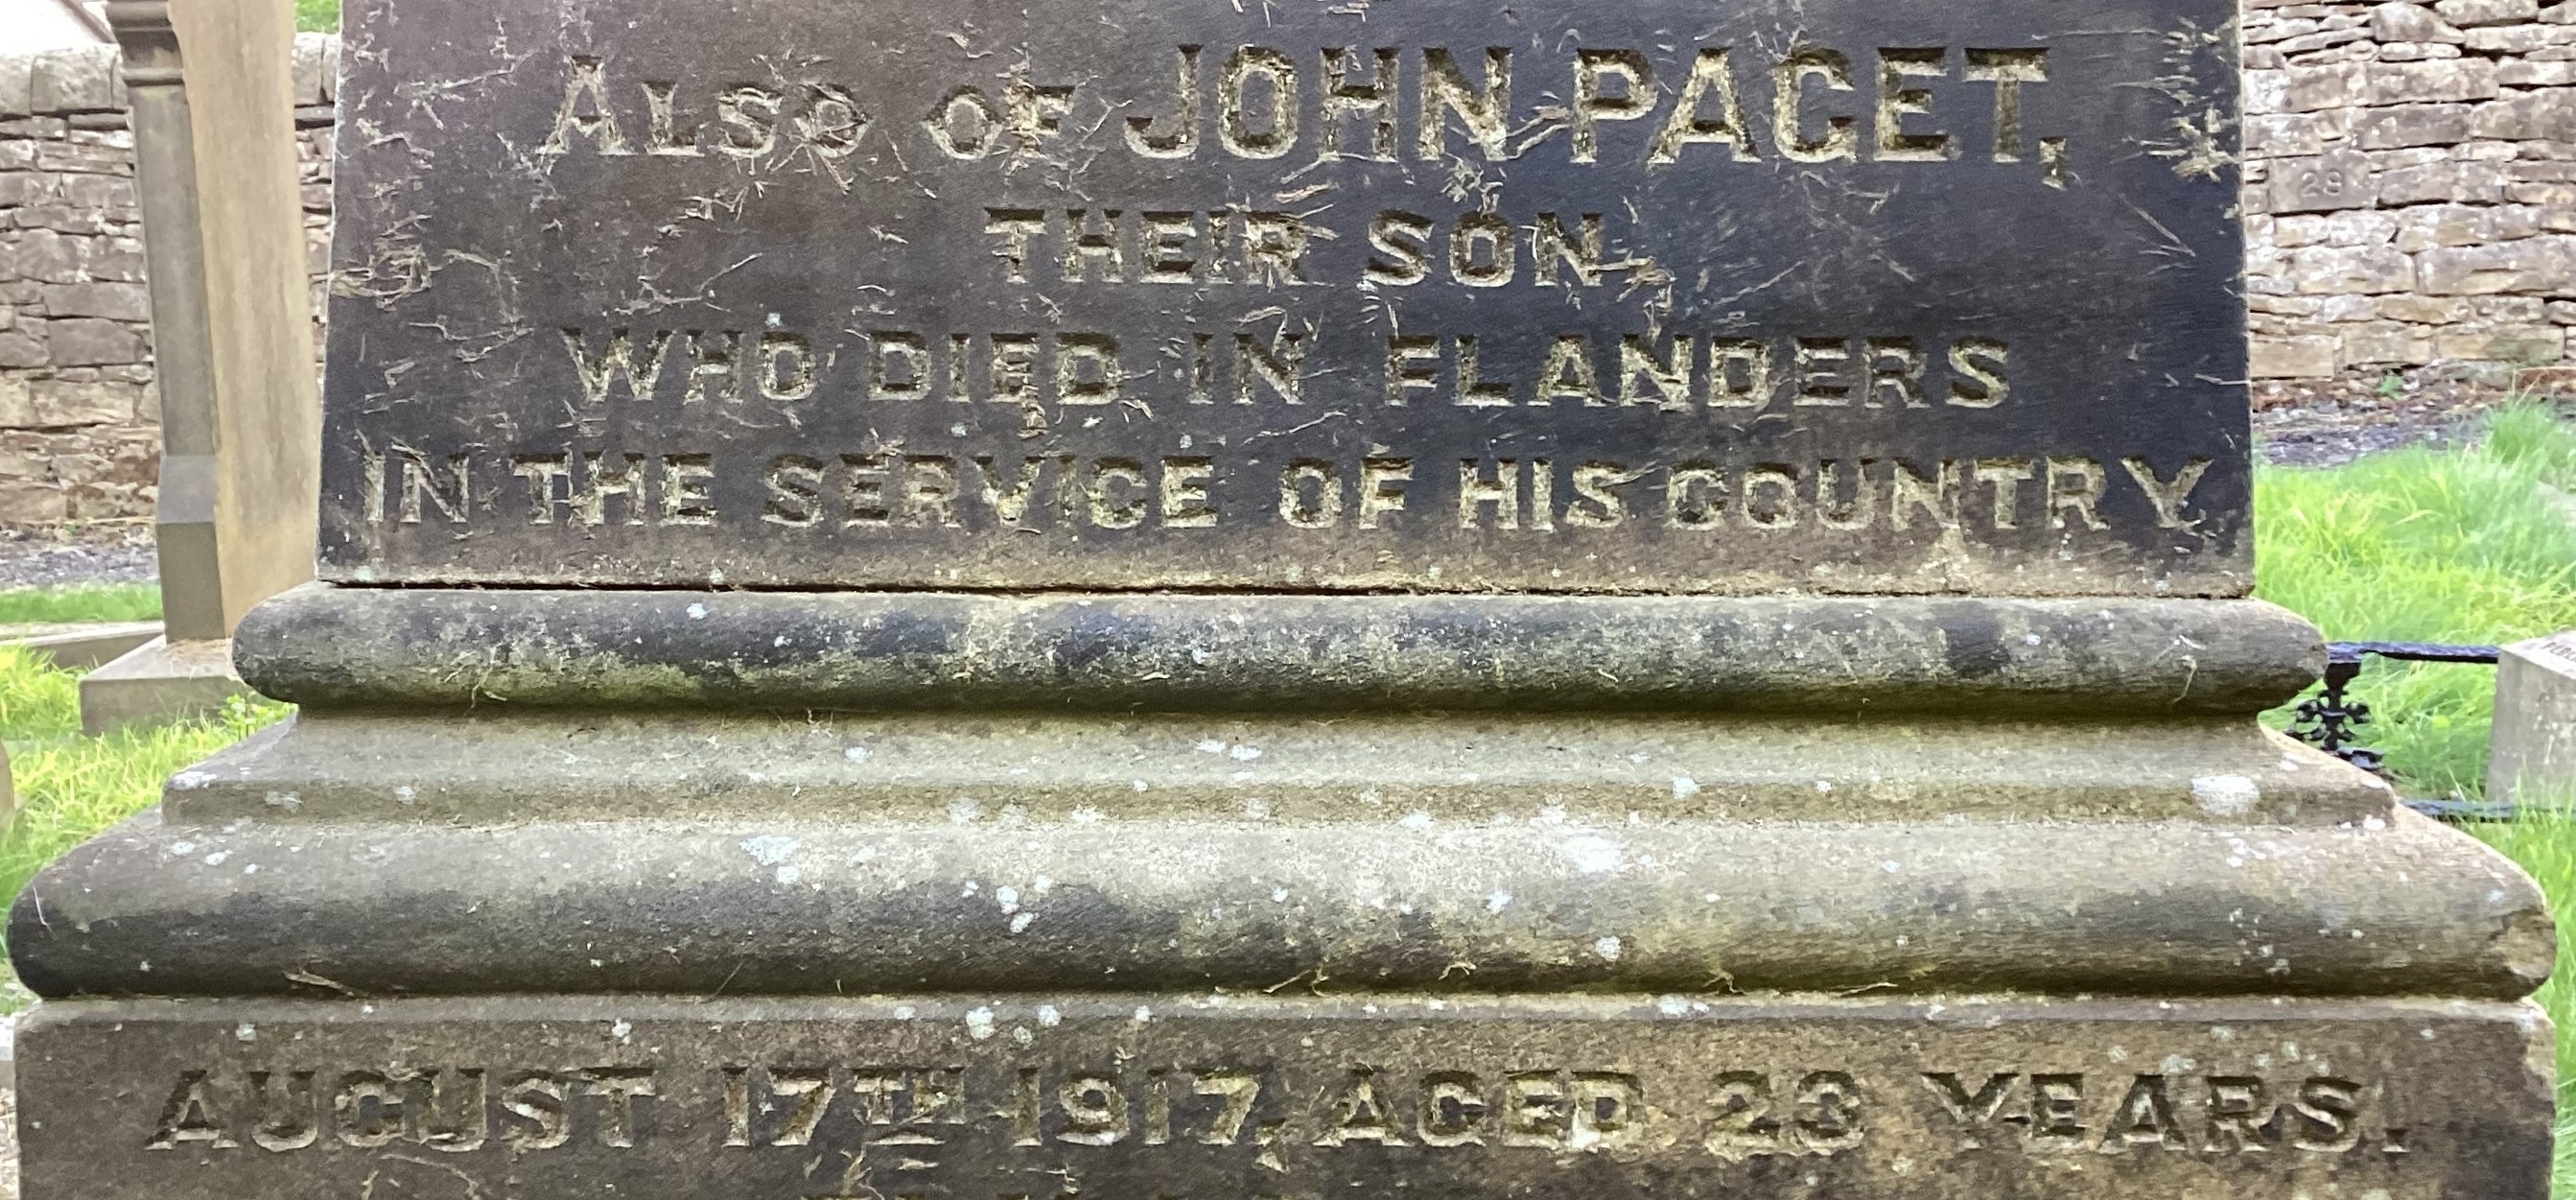 ALSO OF JOHN PAGET,
THEIR SON,
WHO DIED IN FLANDERS
IN THE SERVICE OF HIS COUNTRY
AUGUST 17TH 1917, AGED 23 YEARS.
29